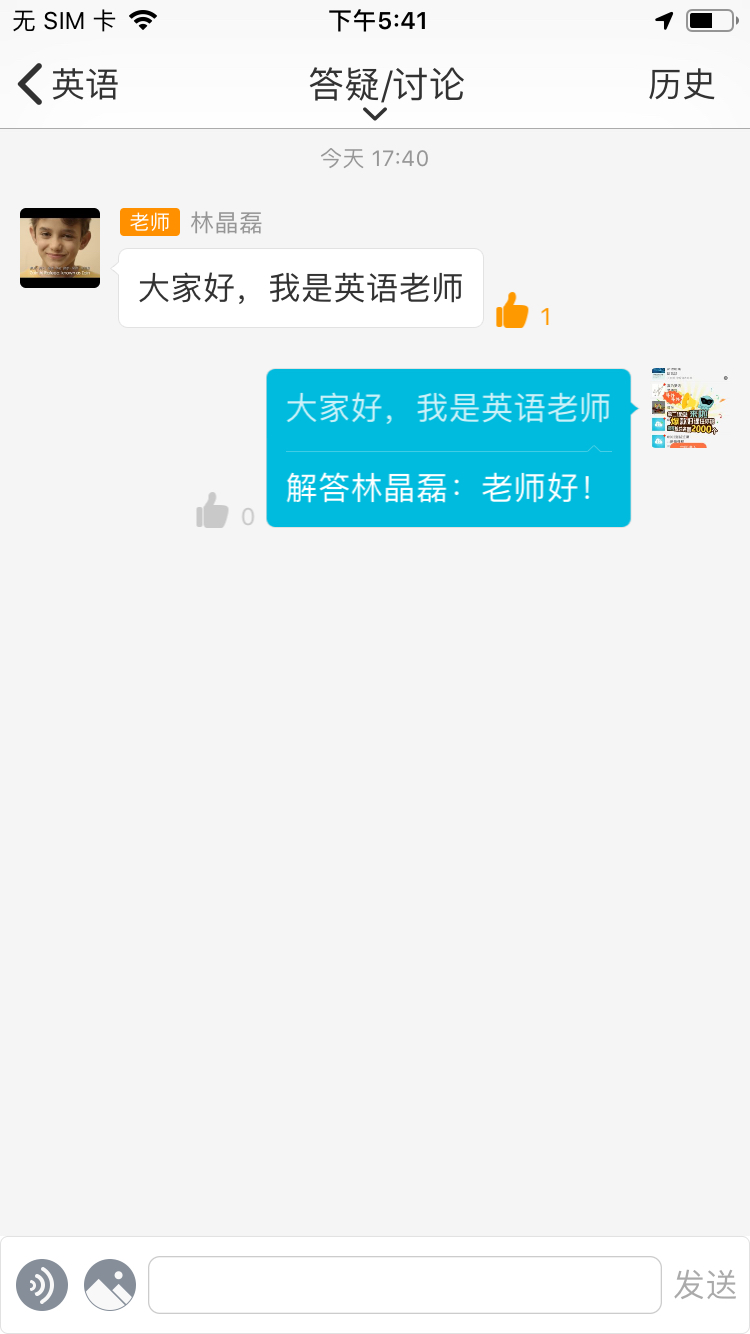 无 SIM 卡 下午5:41
英语 答疑/讨论 历史
今天 17:40
老师 林晶磊
大家好，我是英语老师
1
大家好，我是英语老师
解答林晶磊：老师好！
0
发送